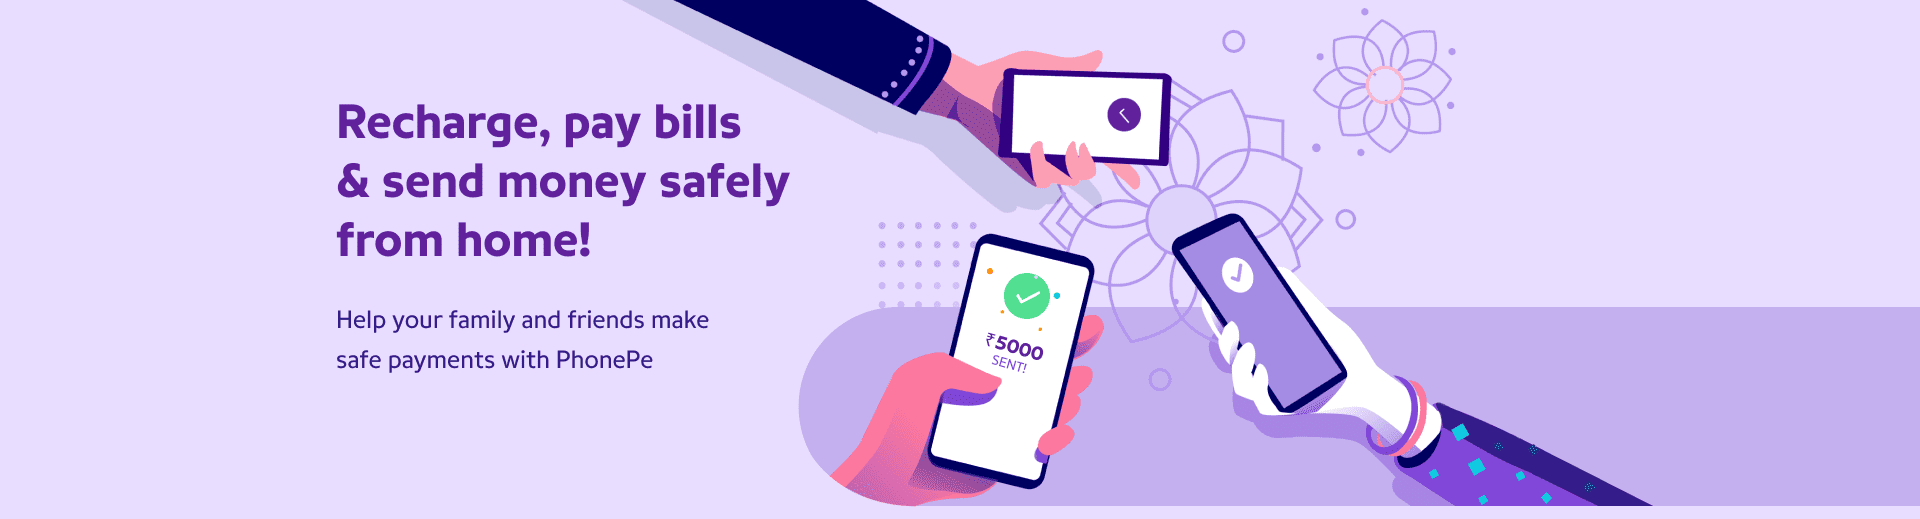 Recharge, pay bills
& send money safely
from home!
Help your family and friends make
safe payments with PhonePe
₹5000
SENT!